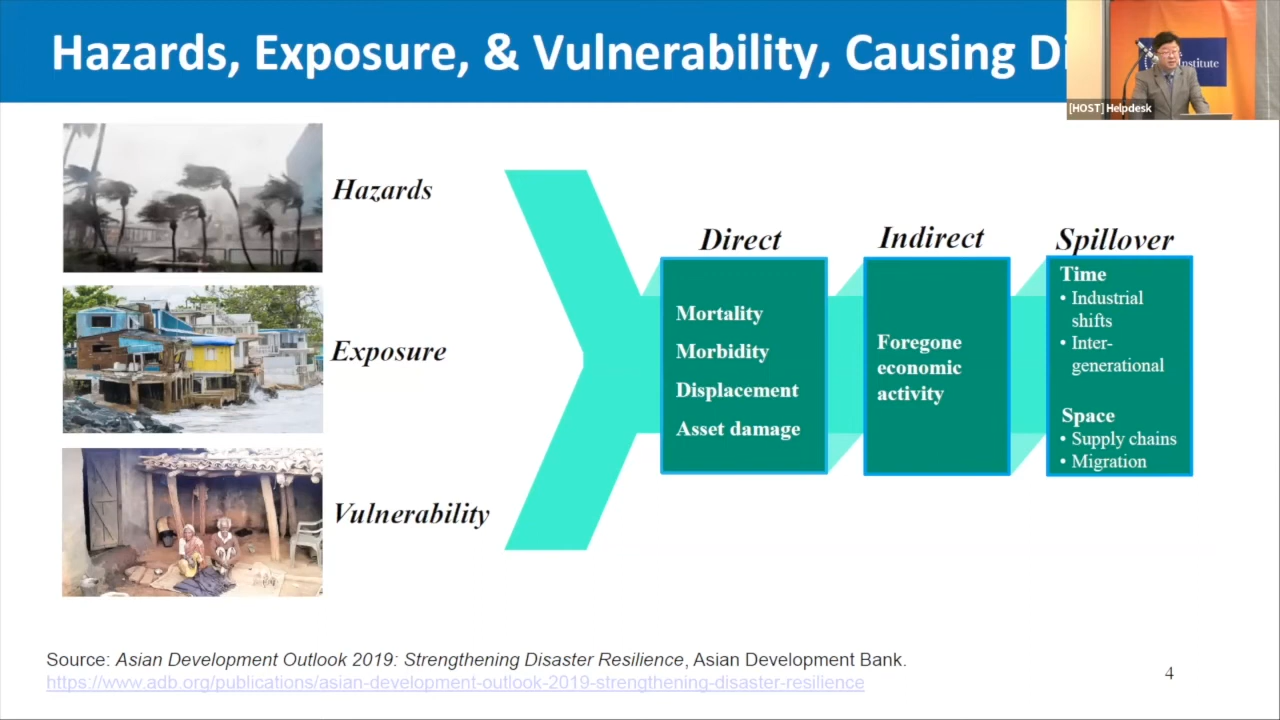 Hazards, Exposure, & Vulnerability, Causing Di
nstitute
[HOST] Helpdesk
Hazards
Exposure
Vulnerability
Direct
Mortality
Morbidity
Displacement
Asset damage
Indirect
Foregone
economic
activity
Spillover
Time
• Industrial
shifts
• Inter-
generational
Space
• Supply chains
• Migration
Source: Asian Development Outlook 2019: Strengthening Disaster Resilience, Asian Development Bank.
https://www.adb.org/publications/asian-development-outlook-2019-strengthening-disaster-resilience
4